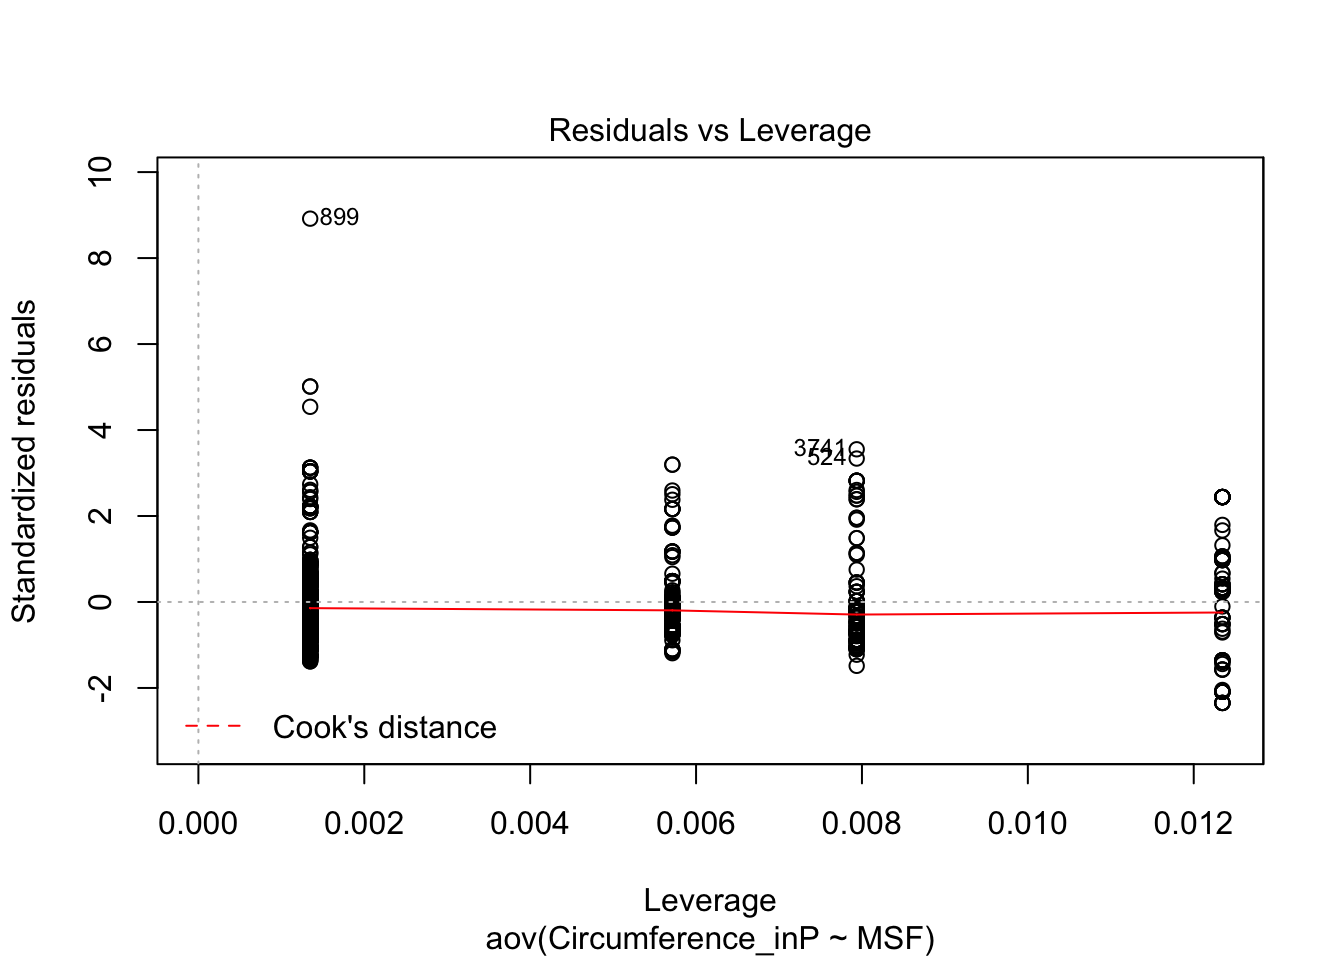 Residuals vs Leverage
Standardized residuals
10
8
6
4
2
0
-2
899
3741
524
Cook's distance
0.000 0.002 0.004 0.006 0.008 0.010 0.012
Leverage
aov(Circumference_inP ~ MSF)